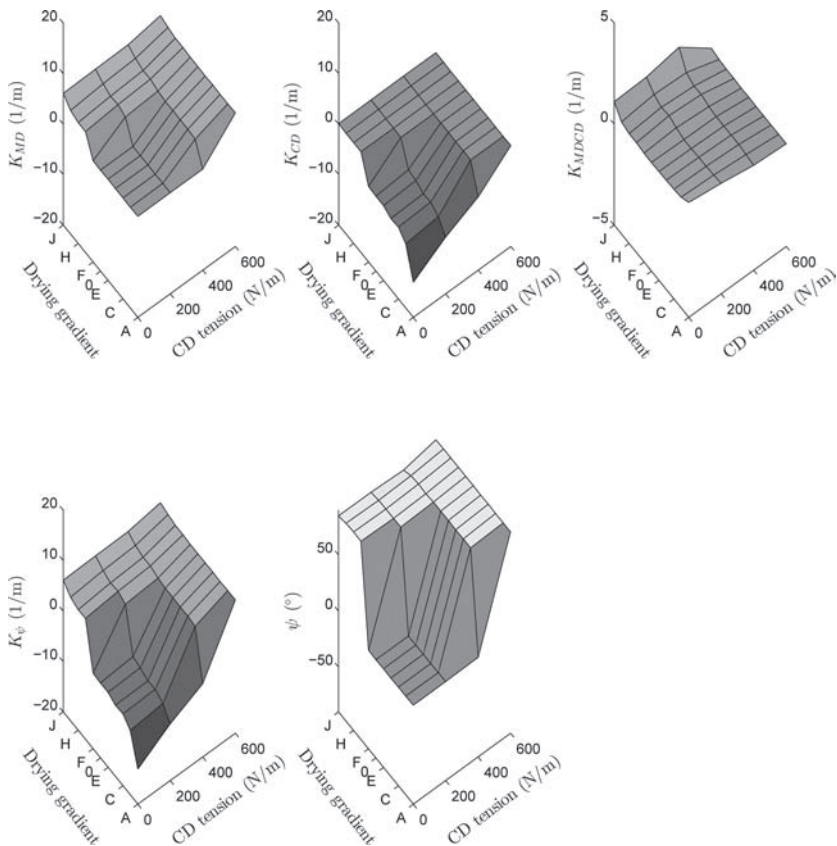 20
10
0
−10
−20
K_MD (1/m)
J
H
F
0
E
C
A
Drying gradient
0
200
400
600
CD tension (N/m)
20
10
0
−10
−20
K_CD (1/m)
J
H
F
0
E
C
A
Drying gradient
0
200
400
600
CD tension (N/m)
5
0
−5
K_MDCD (1/m)
J
H
F
0
E
C
A
Drying gradient
0
200
400
600
CD tension (N/m)
20
10
0
−10
−20
K_ψ (1/m)
J
H
F
0
E
C
A
Drying gradient
0
200
400
600
CD tension (N/m)
50
0
−50
ψ (°)
J
H
F
0
E
C
A
Drying gradient
0
200
400
600
CD tension (N/m)